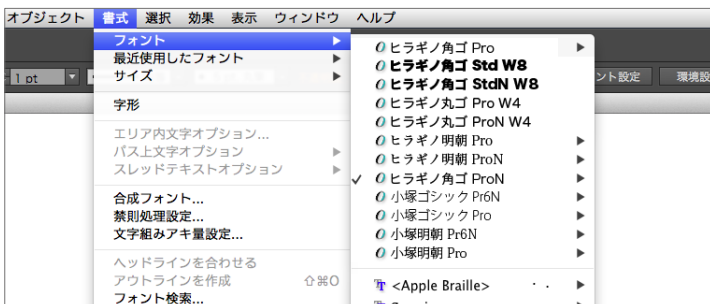 オブジェクト 書式 選択 効果 表示 ウィンドウ ヘルプ
フォント
最近使用したフォント
サイズ
1 pt
字形
エリア内文字オプション...
パス上文字オプション
スレッドテキストオプション
合成フォント...
禁則処理設定...
文字組みアキ量設定...
ヘッドラインを合わせる
アウトラインを作成 ⇧⌘O
フォント検索...
ヒラギノ角ゴ Pro
ヒラギノ角ゴ Std W8
ヒラギノ角ゴ StdN W8
ヒラギノ丸ゴ Pro W4
ヒラギノ丸ゴ ProN W4
ヒラギノ明朝 Pro
ヒラギノ明朝 ProN
ヒラギノ角ゴ ProN
小塚ゴシック Pr6N
小塚ゴシック Pro
小塚明朝 Pr6N
小塚明朝 Pro
<Apple Braille>
ント設定
環境設